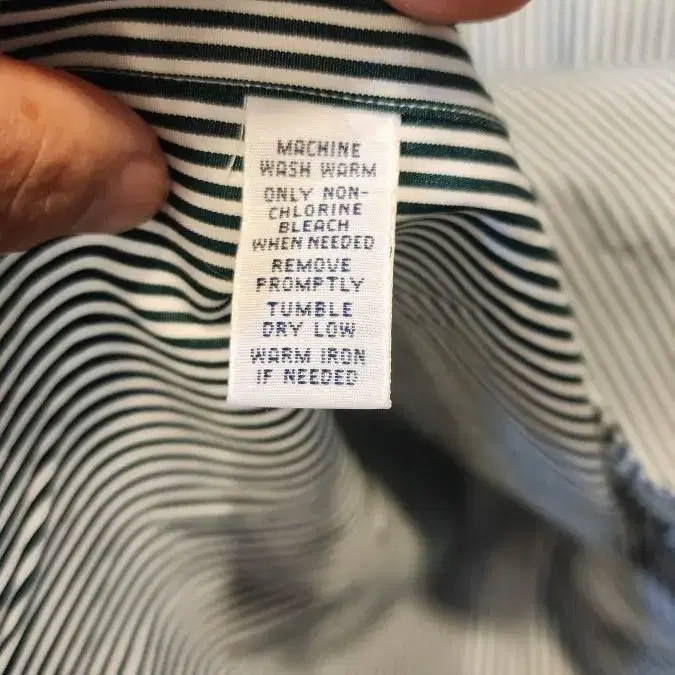 MACHINE
WASH WARM
ONLY NON-
CHLORINE
BLEACH
WHEN NEEDED
REMOVE
PROMPTLY
TUMBLE
DRY LOW
WARM IRON
IF NEEDED